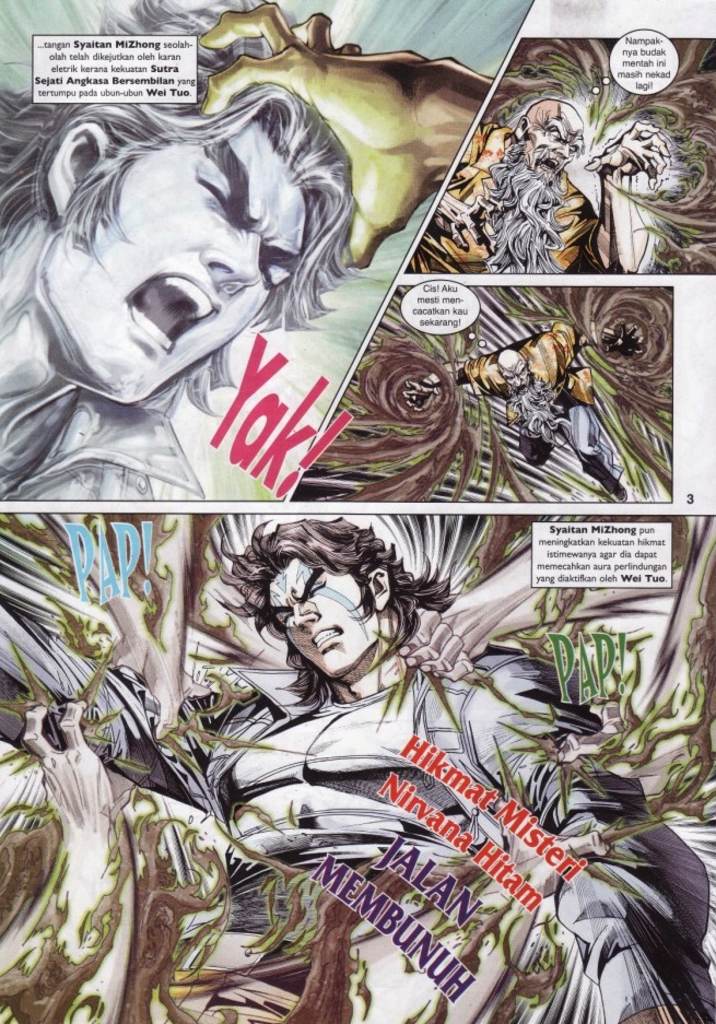 ...tangan Syaitan MiZhong seolah-
olah telah dikejutkan oleh karan
eletrik kerana kekuatan Sutra
Sejati Angkasa Bersembilan yang
tertumpu pada ubun-ubun Wei Tuo.
Yak!
Nampak-
nya budak
mentah ini
masih nekad
lagi!
Cis! Aku
mesti men-
cacatkan kau
sekarang!
3
PAP!
Syaitan MiZhong pun
meningkatkan kekuatan hikmat
istimewanya agar dia dapat
memecahkan aura perlindungan
yang diaktifkan oleh Wei Tuo.
PAP!
Hikmat Misteri
Nirvana Hitam
JALAN
MEMBUNUH